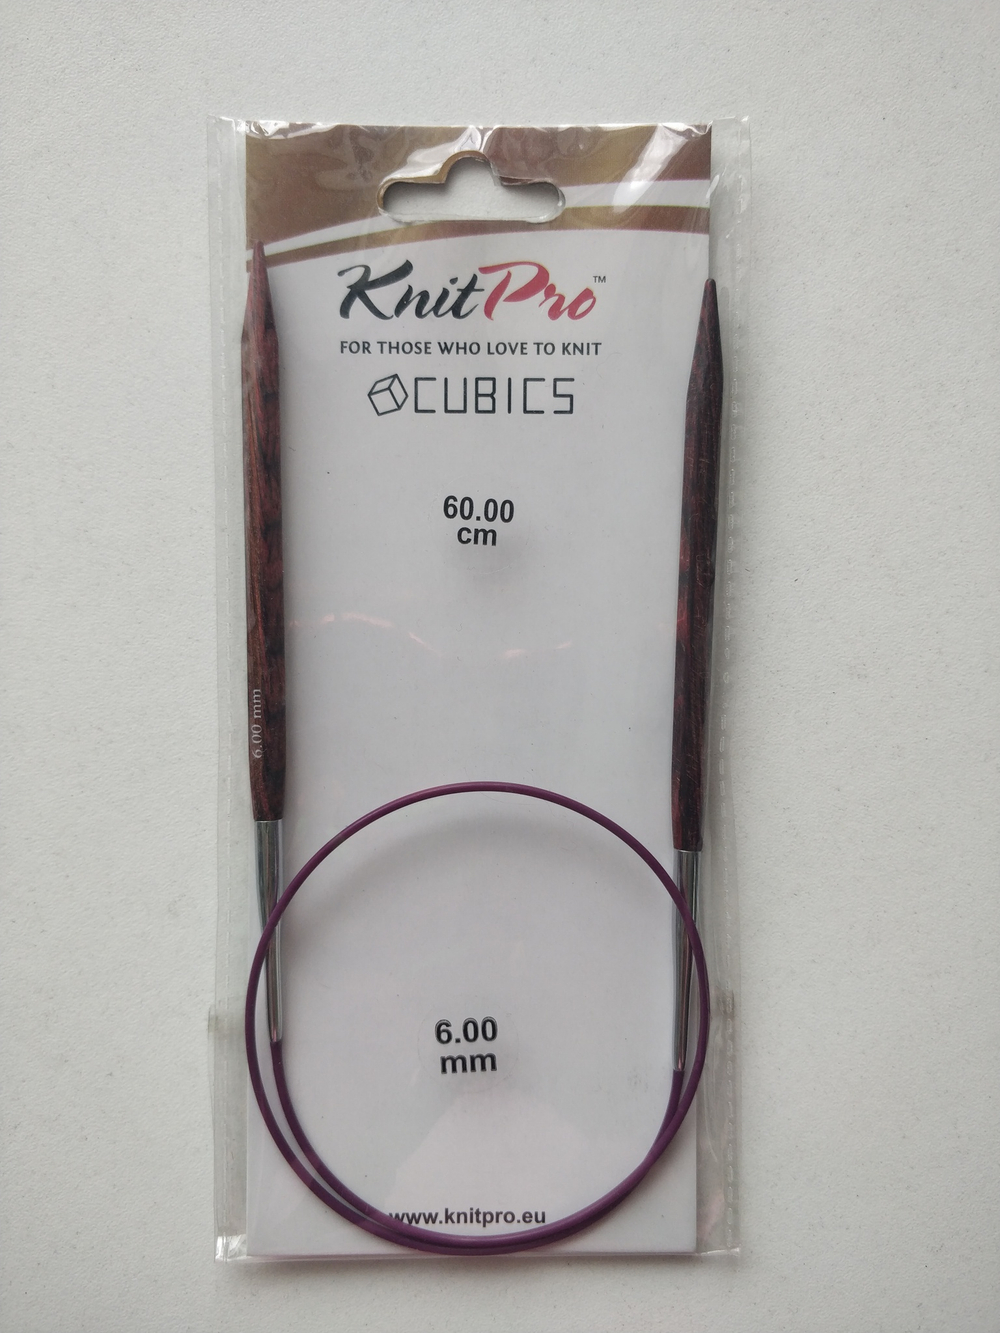 KnitPro™
FOR THOSE WHO LOVE TO KNIT
CUBICS
60.00
cm
6.00 mm
6.00
mm
www.knitpro.eu